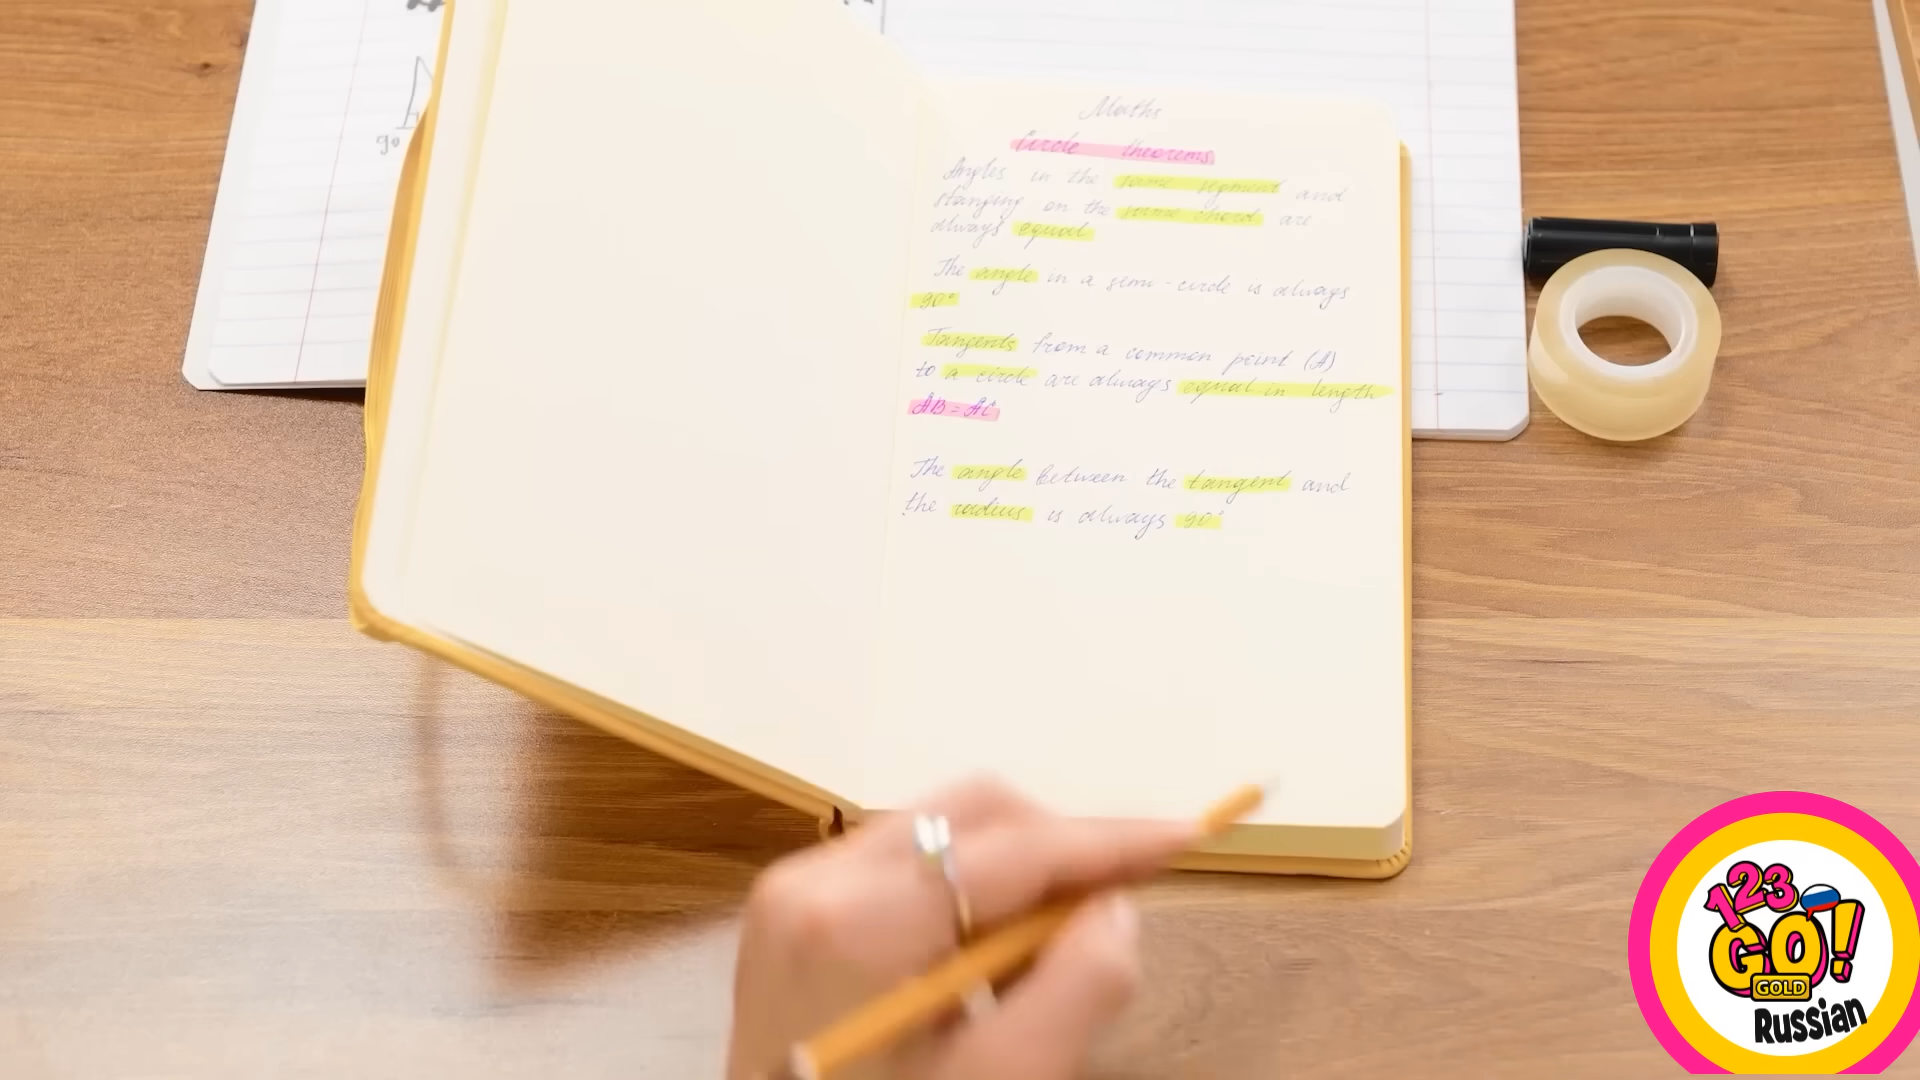 Maths
Circle theorems
Angles in the same segment and
stanging on the same chord are
always equal
The angle in a semi-circle is always
90°
Tangents from a common point (A)
to a circle are always equal in length
AB = AC
The angle between the tangent and
the radius is always 90°
90
123
GO!
GOLD
Russian